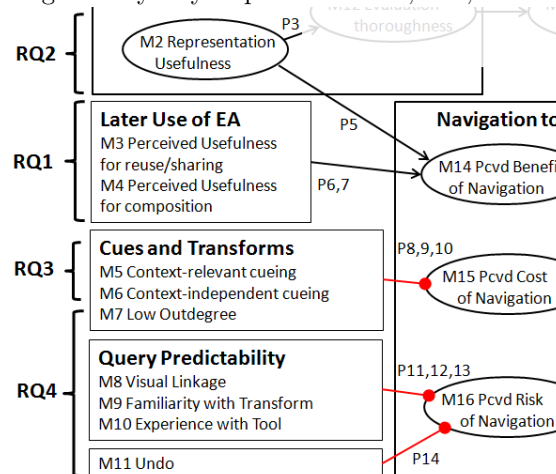 P3
M12 Evaluation
thoroughness
RQ2
M2 Representation
Usefulness
P5
Later Use of EA
Navigation to
RQ1
M3 Perceived Usefulness
for reuse/sharing
M4 Perceived Usefulness
for composition
P6,7
M14 Pcvd Benefi
of Navigation
Cues and Transforms
P8,9,10
RQ3
M5 Context-relevant cueing
M6 Context-independent cueing
M7 Low Outdegree
M15 Pcvd Cost
of Navigation
Query Predictability
P11,12,13
RQ4
M8 Visual Linkage
M9 Familiarity with Transform
M10 Experience with Tool
M16 Pcvd Risk
of Navigation
M11 Undo
P14